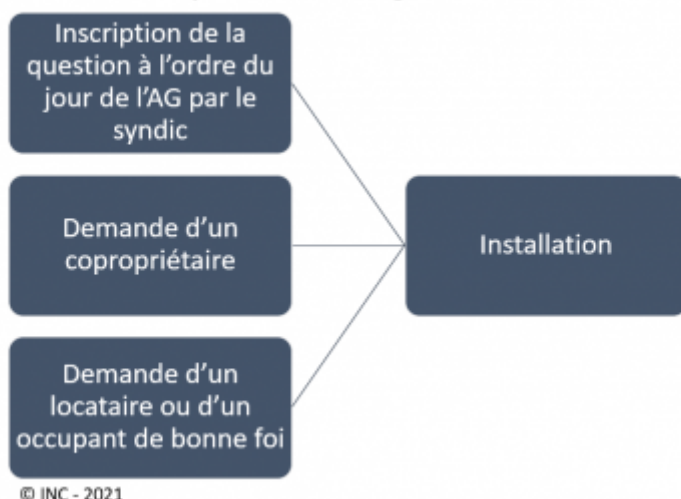 Inscription de la
question à l'ordre du
jour de l'AG par le
syndic
Demande d'un
copropriétaire
Installation
Demande d'un
locataire ou d'un
occupant de bonne foi
© INC - 2021